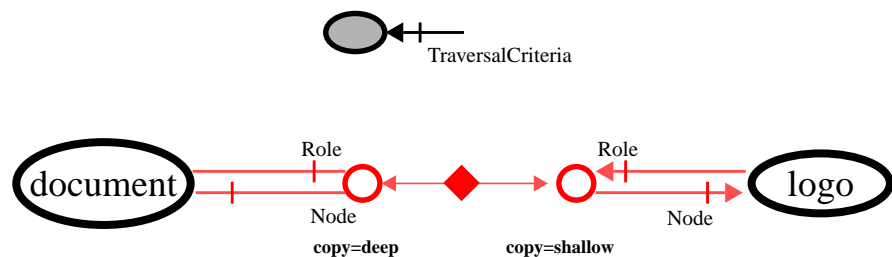 TraversalCriteria
Role
Role
document
logo
Node
Node
copy=deep
copy=shallow